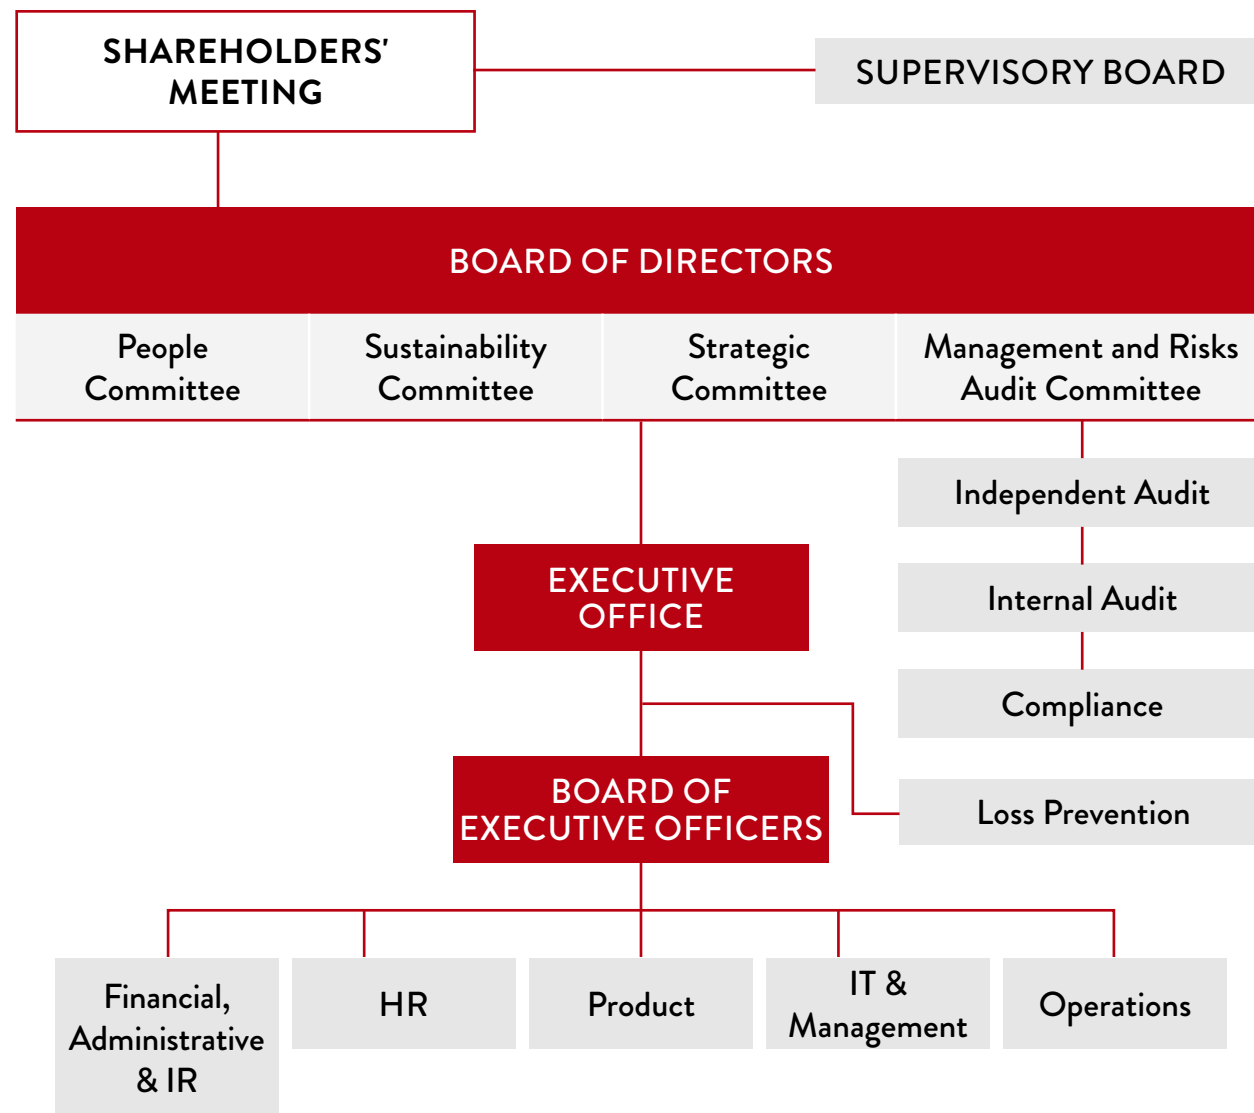 SHAREHOLDERS'
MEETING
SUPERVISORY BOARD
BOARD OF DIRECTORS
People
Committee
Sustainability
Committee
Strategic
Committee
Management and Risks
Audit Committee
Independent Audit
EXECUTIVE
OFFICE
Internal Audit
Compliance
BOARD OF
EXECUTIVE OFFICERS
Loss Prevention
Financial,
Administrative
& IR
HR
Product
IT &
Management
Operations